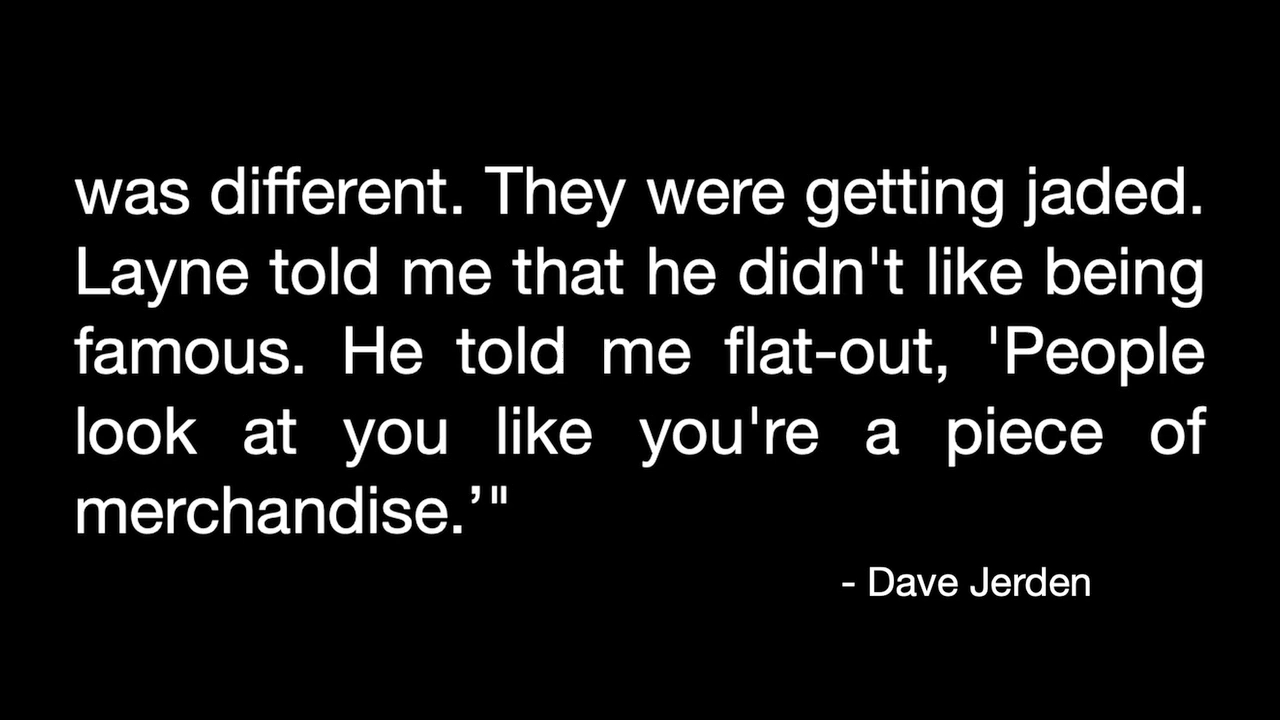 was different. They were getting jaded.
Layne told me that he didn't like being
famous. He told me flat-out, 'People
look at you like you're a piece of
merchandise.’"
- Dave Jerden